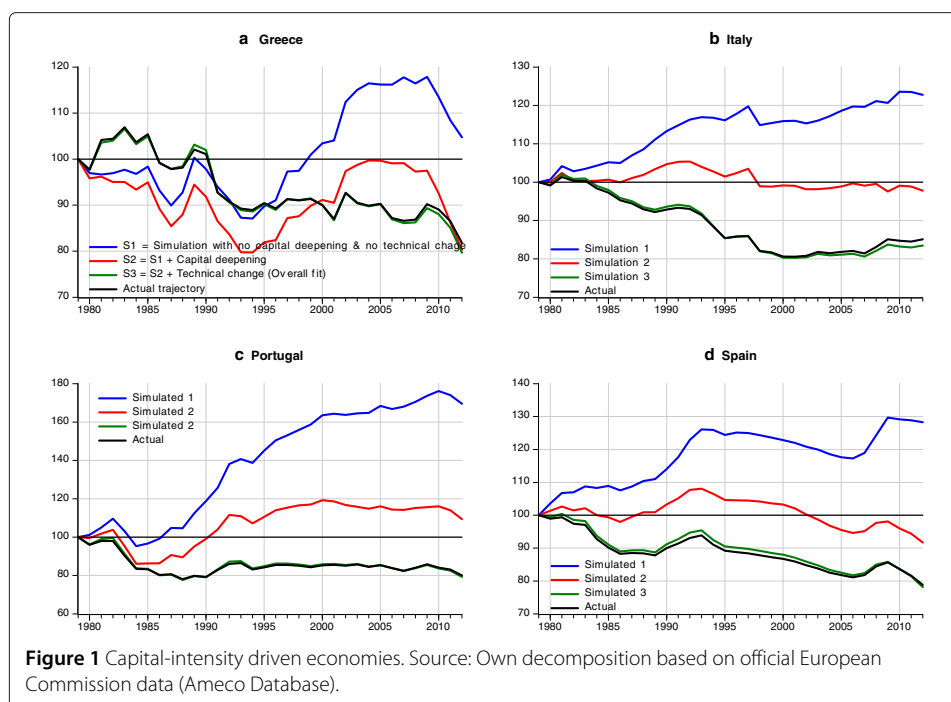 a Greece
120
110
100
90
80
70
1980 1985 1990 1995 2000 2005 2010
S1 = Simulation with no capital deepening & no technical chage
S2 = S1 + Capital deepening
S3 = S2 + Technical change (Overall fit)
Actual trajectory
b Italy
130
120
110
100
90
80
70
1980 1985 1990 1995 2000 2005 2010
Simulation 1
Simulation 2
Simulation 3
Actual
c Portugal
180
160
140
120
100
80
60
1980 1985 1990 1995 2000 2005 2010
Simulated 1
Simulated 2
Simulated 2
Actual
d Spain
140
130
120
110
100
90
80
70
1980 1985 1990 1995 2000 2005 2010
Simulated 1
Simulated 2
Simulated 3
Actual
Figure 1 Capital-intensity driven economies. Source: Own decomposition based on official European
Commission data (Ameco Database).